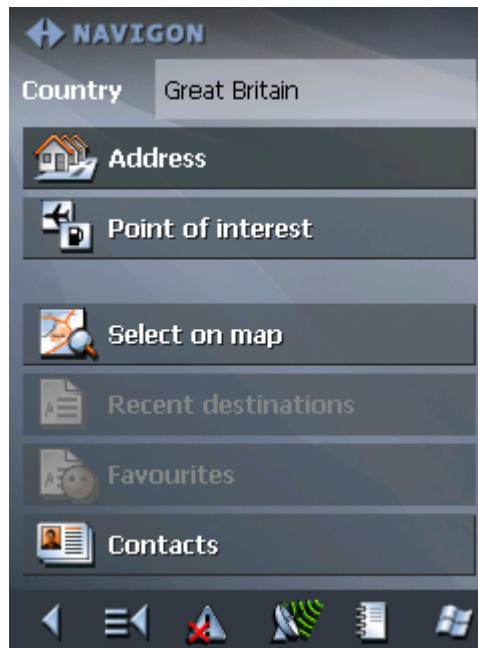 NAVIGON
Country Great Britain
Address
Point of interest
Select on map
Recent destinations
Favourites
Contacts